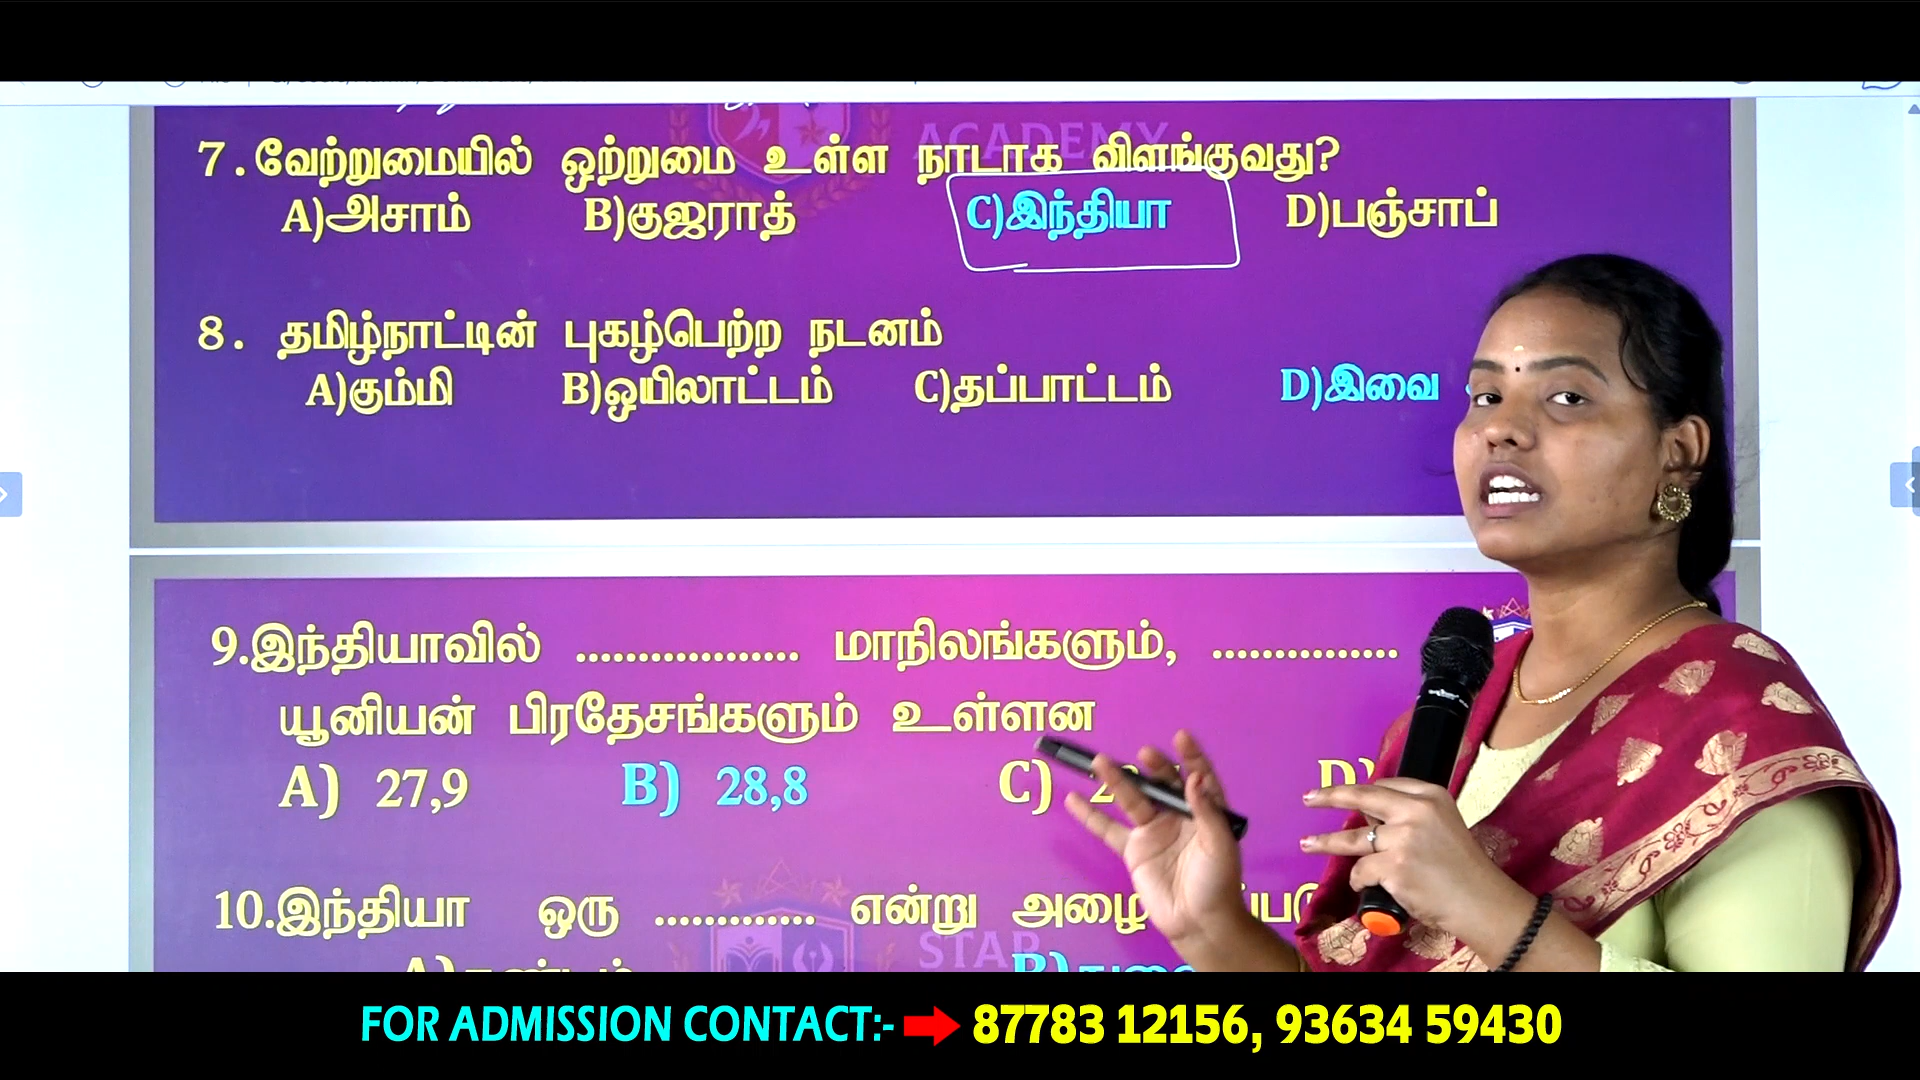 ACADEMY
7.வேற்றுமையில் ஒற்றுமை உள்ள நாடாக விளங்குவது?
A)அசாம் B)குஜராத் C)இந்தியா D)பஞ்சாப்
8. தமிழ்நாட்டின் புகழ்பெற்ற நடனம்
A)கும்மி B)ஒயிலாட்டம் C)தப்பாட்டம் D)இவை
9.இந்தியாவில் .................. மாநிலங்களும், ...............
யூனியன் பிரதேசங்களும் உள்ளன
A) 27,9 B) 28,8 C) D)
10.இந்தியா ஒரு ............. என்று
STAR
B)
FOR ADMISSION CONTACT:- 87783 12156, 93634 59430